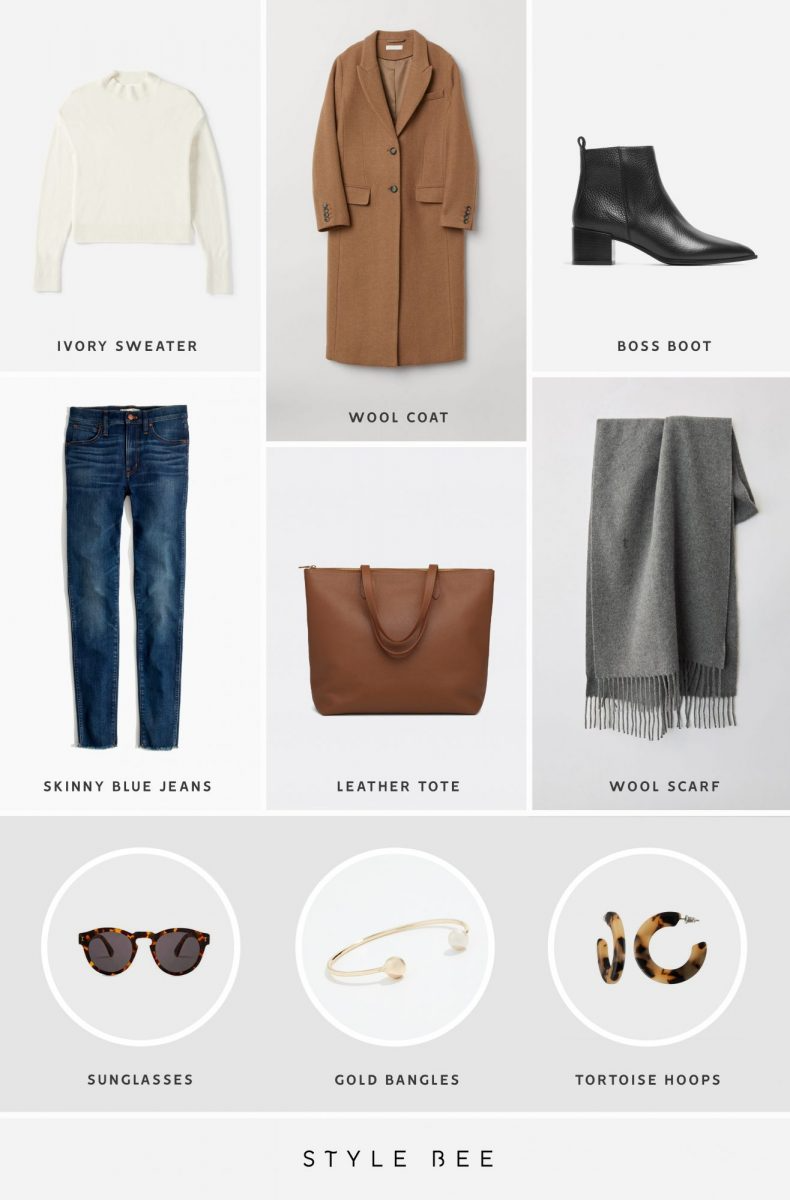 IVORY SWEATER
WOOL COAT
BOSS BOOT
SKINNY BLUE JEANS
LEATHER TOTE
WOOL SCARF
SUNGLASSES
GOLD BANGLES
TORTOISE HOOPS
STYLE BEE